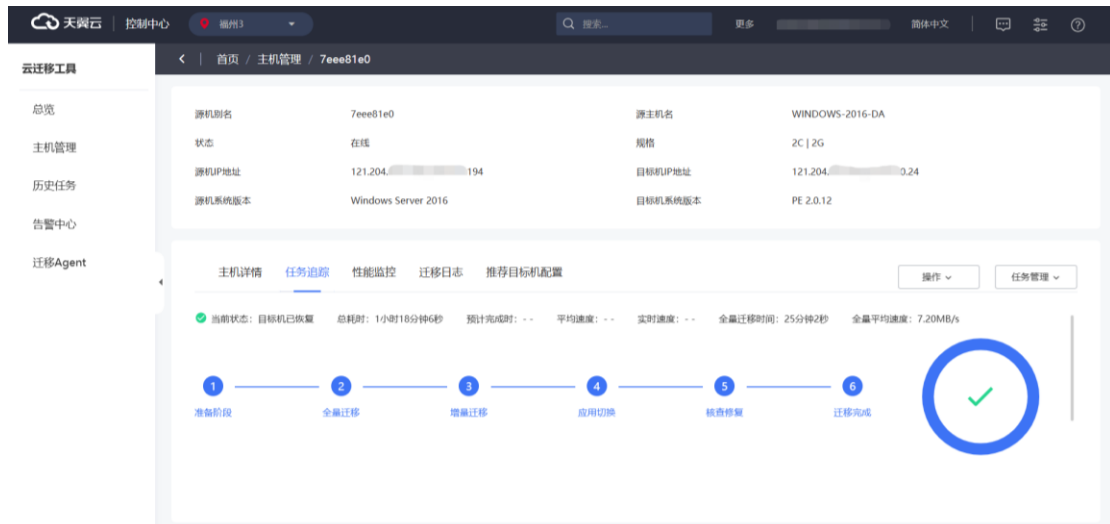 天翼云 控制中心 福州3 搜索... 更多 简体中文
云迁移工具
首页 / 主机管理 / 7eee81e0
总览
主机管理
历史任务
告警中心
迁移Agent
源机别名 7eee81e0 源主机名 WINDOWS-2016-DA
状态 在线 规格 2C | 2G
源机IP地址 121.204. 194 目标机IP地址 121.204. 0.24
源机系统版本 Windows Server 2016 目标机系统版本 PE 2.0.12
主机详情 任务追踪 性能监控 迁移日志 推荐目标机配置 操作 任务管理
当前状态：目标机已恢复 总耗时：1小时18分钟6秒 预计完成时：- - 平均速度：- - 实时速度：- - 全量迁移时间：25分钟2秒 全量平均速度：7.20MB/s
1 2 3 4 5 6
准备阶段 全量迁移 增量迁移 应用切换 核查修复 迁移完成